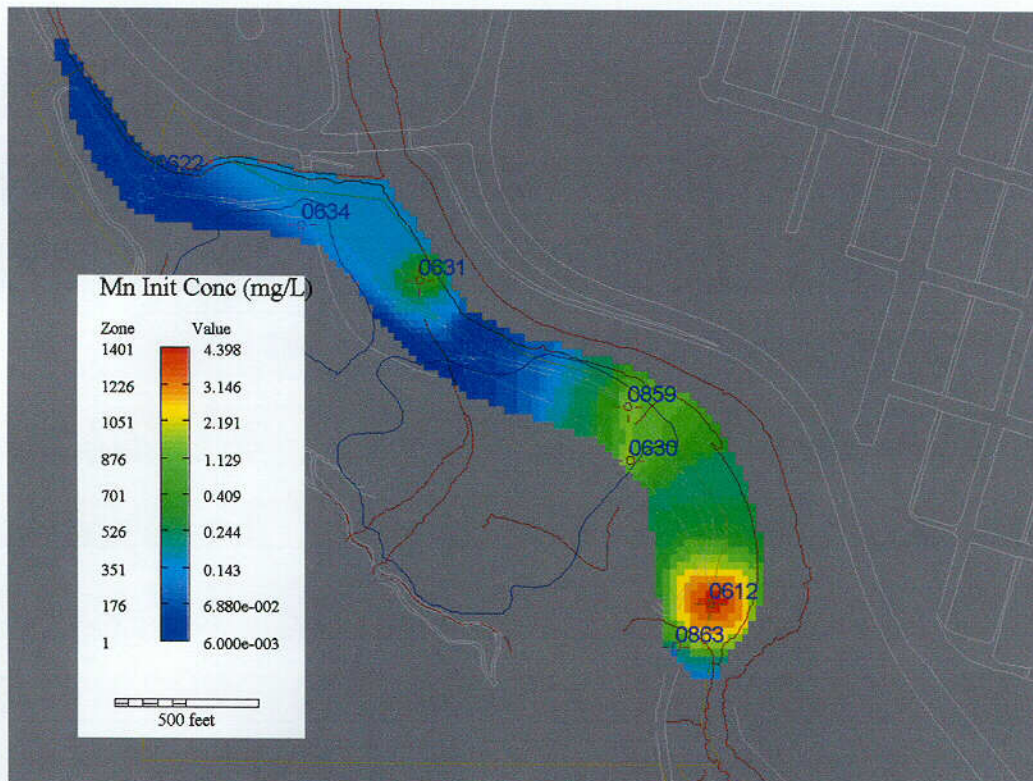 0622
0634
0631
Mn Init Conc (mg/L)
Zone Value
1401 4.398
1226 3.146
1051 2.191
876 1.129
701 0.409
526 0.244
351 0.143
176 6.880e-002
1 6.000e-003
500 feet
0859
0630
0612
0863